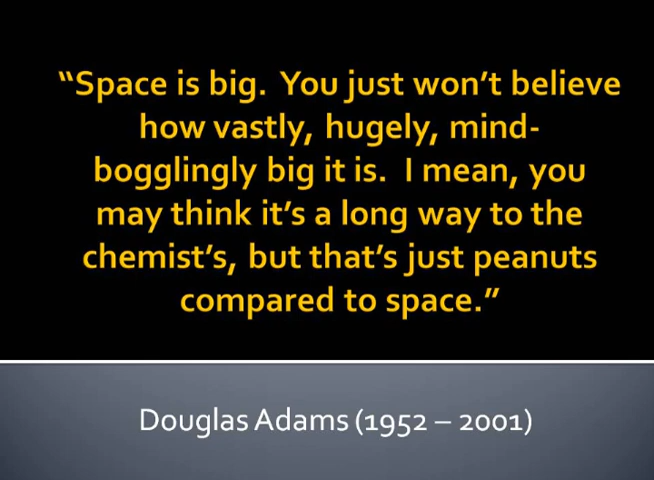 “Space is big.  You just won’t believe
how vastly, hugely, mind-
bogglingly big it is.  I mean, you
may think it’s a long way to the
chemist’s, but that’s just peanuts
compared to space.”
Douglas Adams (1952 – 2001)